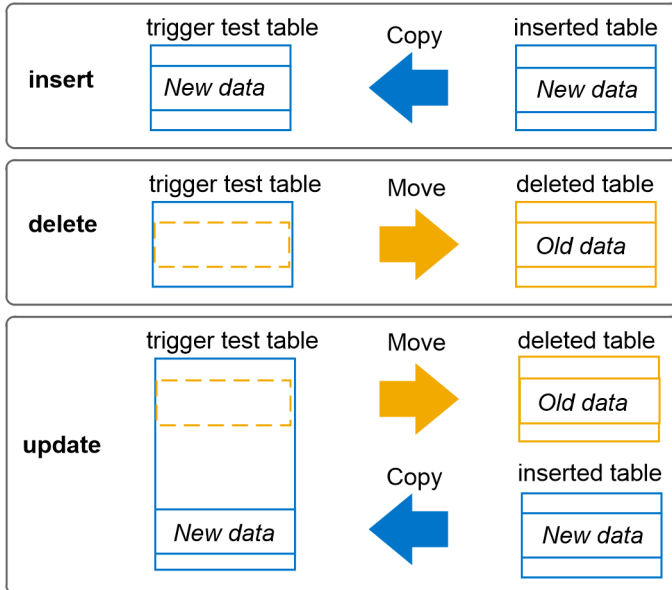 trigger test table
Copy
inserted table
insert
New data
New data
trigger test table
Move
deleted table
delete
Old data
trigger test table
Move
deleted table
Old data
update
Copy
inserted table
New data
New data